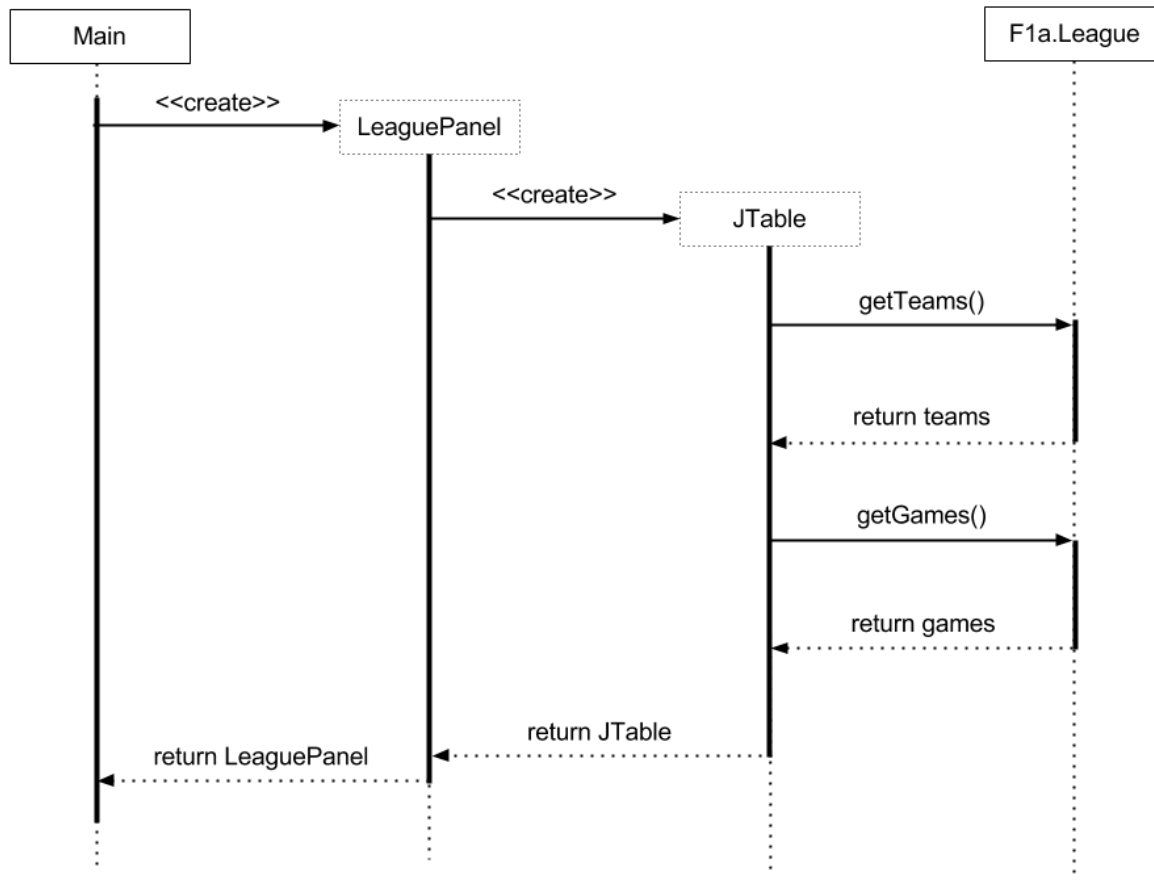 Main
F1a.League
<<create>>
LeaguePanel
<<create>>
JTable
getTeams()
return teams
getGames()
return games
return JTable
return LeaguePanel